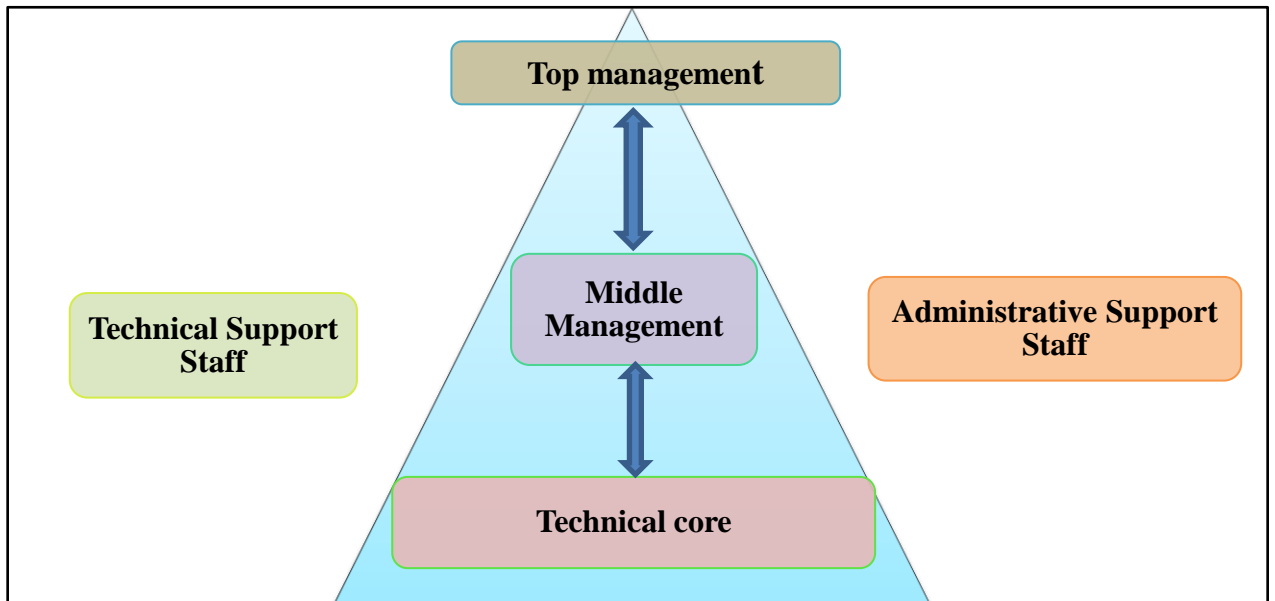 Top management
Middle
Management
Technical Support
Staff
Administrative Support
Staff
Technical core